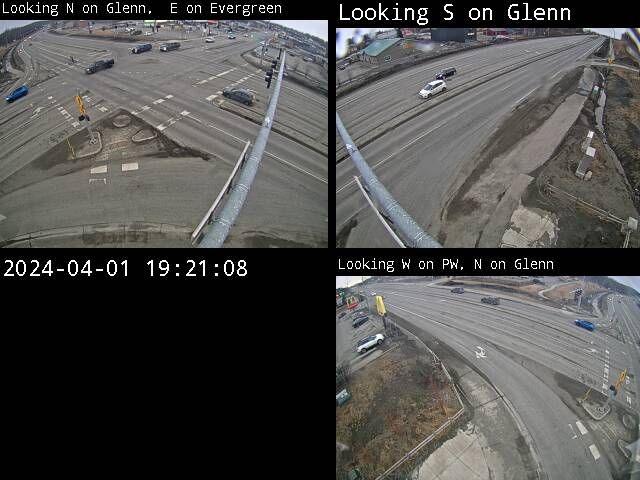 Looking N on Glenn, E on Evergreen
Looking S on Glenn
2024-04-01 19:21:08
Looking W on PW, N on Glenn